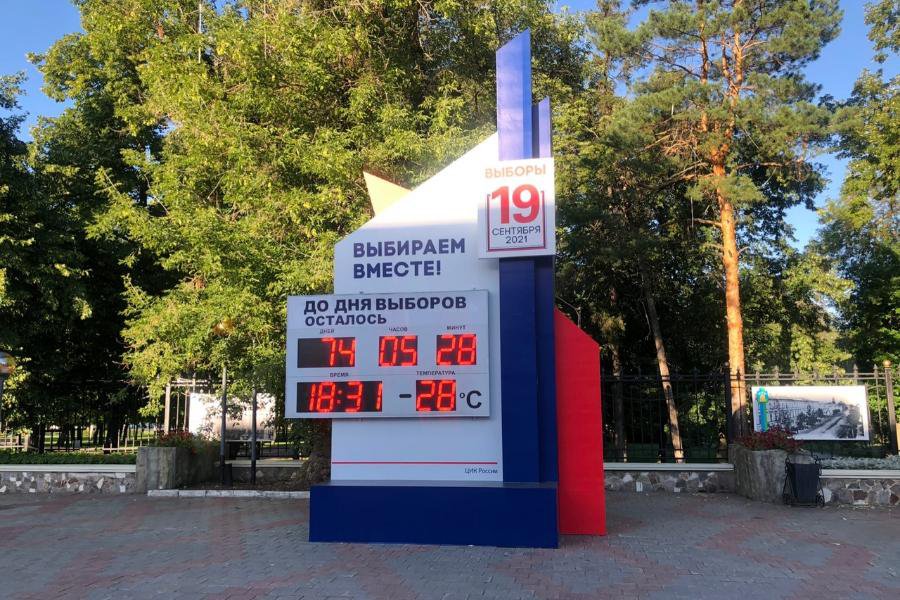 ВЫБОРЫ
19
СЕНТЯБРЯ
2021
ВЫБИРАЕМ
ВМЕСТЕ!
ДО ДНЯ ВЫБОРОВ
ОСТАЛОСЬ
ДНЕЙ ЧАСОВ МИНУТ
74 05 28
ВРЕМЯ ТЕМПЕРАТУРА
18:31 -28 °C
ЦИК России